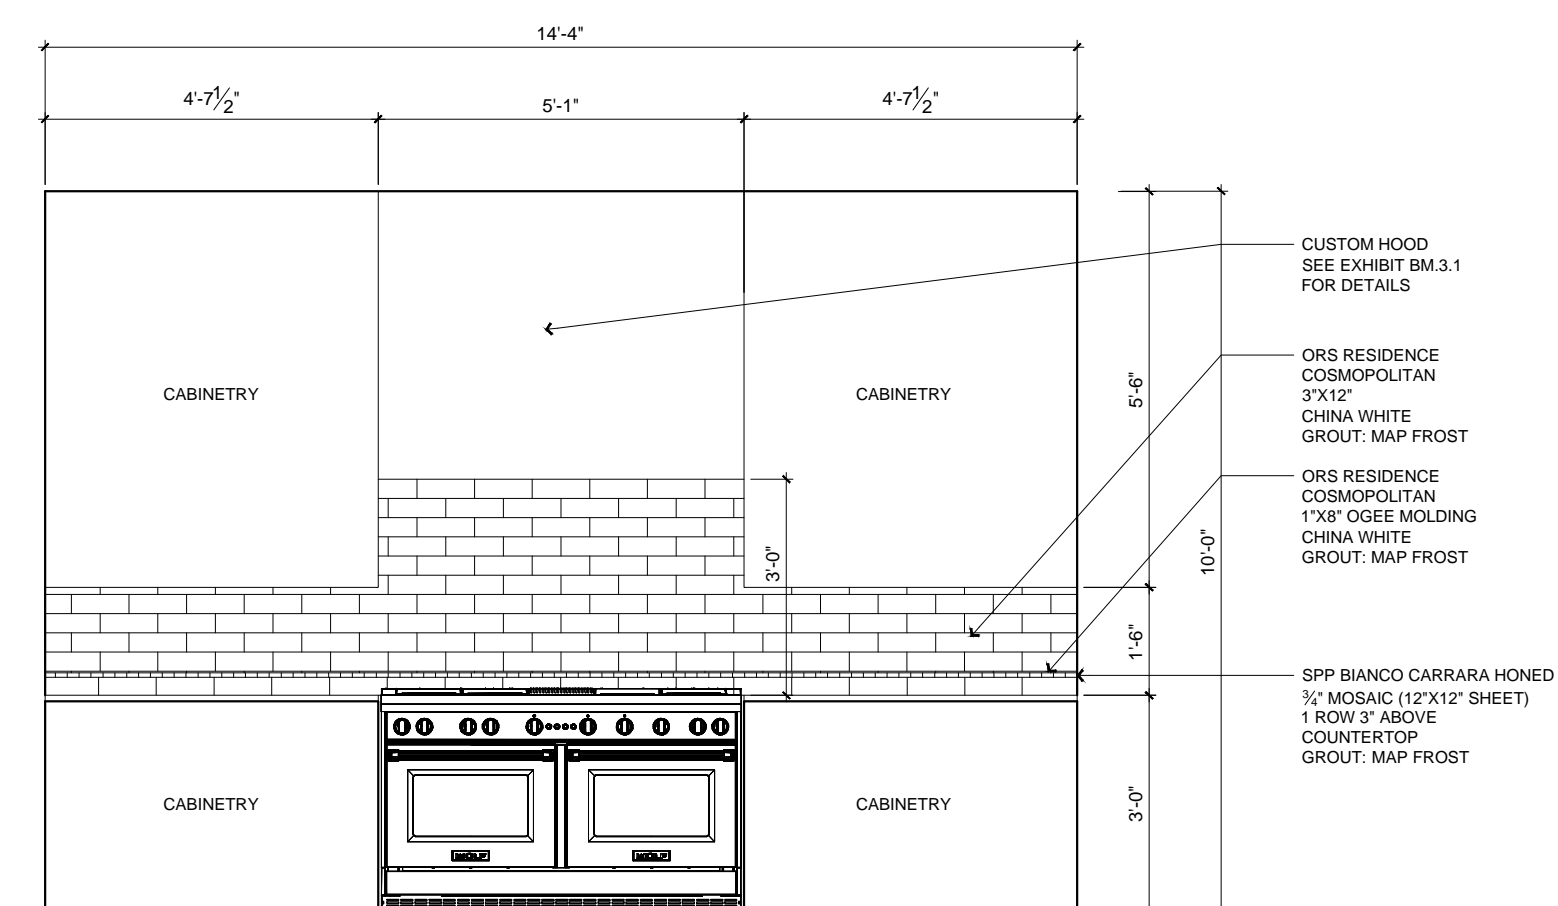 14'-4"
4'-7½"
5'-1"
4'-7½"
CUSTOM HOOD
SEE EXHIBIT BM.3.1
FOR DETAILS
ORS RESIDENCE
COSMOPOLITAN
3"X12"
CHINA WHITE
GROUT: MAP FROST
CABINETRY
CABINETRY
5'-6"
ORS RESIDENCE
COSMOPOLITAN
1"X8" OGEE MOLDING
CHINA WHITE
GROUT: MAP FROST
3'-0"
10'-0"
1'-6"
SPP BIANCO CARRARA HONED
¾" MOSAIC (12"X12" SHEET)
1 ROW 3" ABOVE
COUNTERTOP
GROUT: MAP FROST
CABINETRY
CABINETRY
3'-0"